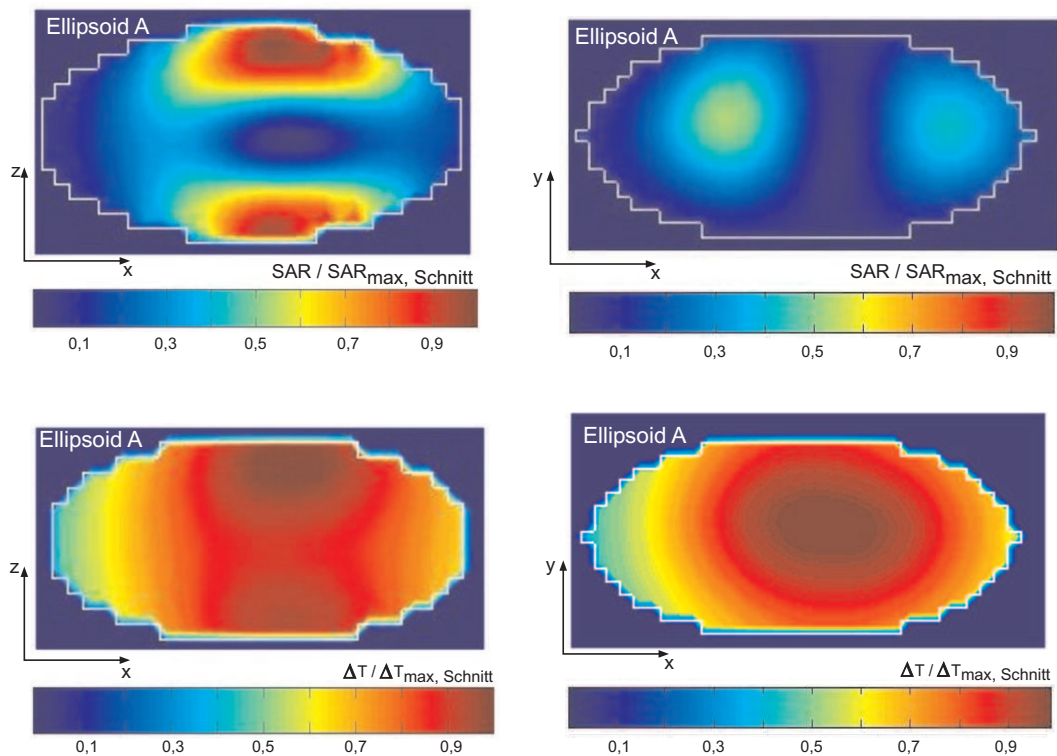 Ellipsoid A
z
x
SAR / SARmax, Schnitt
0,1 0,3 0,5 0,7 0,9
Ellipsoid A
y
x
SAR / SARmax, Schnitt
0,1 0,3 0,5 0,7 0,9
Ellipsoid A
z
x
ΔT / ΔTmax, Schnitt
0,1 0,3 0,5 0,7 0,9
Ellipsoid A
y
x
ΔT / ΔTmax, Schnitt
0,1 0,3 0,5 0,7 0,9